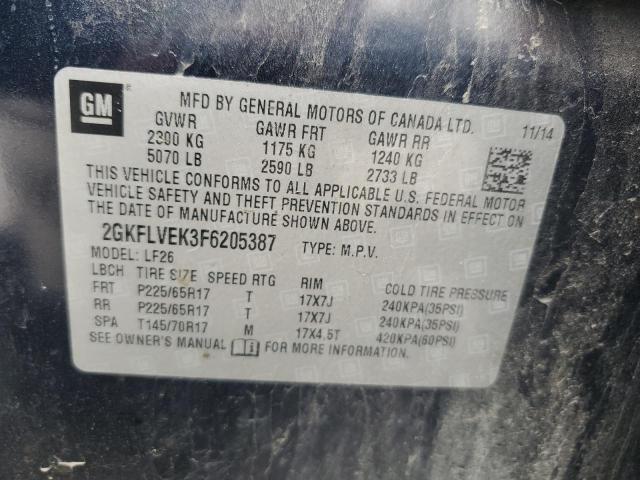 GM
MFD BY GENERAL MOTORS OF CANADA LTD.
11/14
GVWR GAWR FRT GAWR RR
2300 KG 1175 KG 1240 KG
5070 LB 2590 LB 2733 LB
THIS VEHICLE CONFORMS TO ALL APPLICABLE U.S. FEDERAL MOTOR
VEHICLE SAFETY AND THEFT PREVENTION STANDARDS IN EFFECT ON
THE DATE OF MANUFACTURE SHOWN ABOVE.
2GKFLVEK3F6205387 TYPE: M.P.V.
MODEL: LF26
LBCH TIRE SIZE SPEED RTG RIM COLD TIRE PRESSURE
FRT P225/65R17 T 17X7J 240KPA(35PSI)
RR P225/65R17 T 17X7J 240KPA(35PSI)
SPA T145/70R17 M 17X4.5T 420KPA(60PSI)
SEE OWNER'S MANUAL FOR MORE INFORMATION.